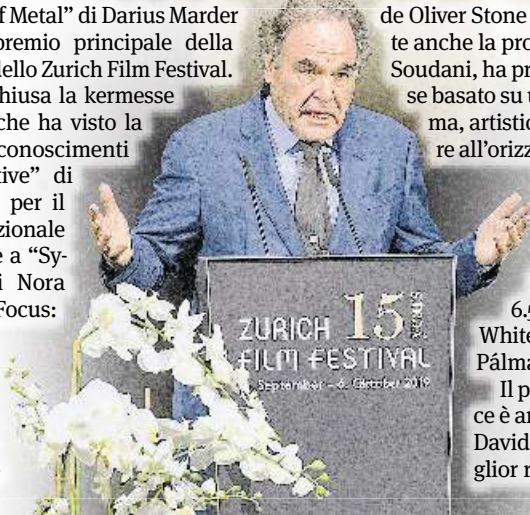 f Metal” di Darius Marder
premio principale della
ello Zurich Film Festival.
chiusa la kermesse
che ha visto la
conoscimenti
tive” di
per il
zionale
e a “Sy-
i Nora
Focus:
de Oliver Stone
te anche la pro
Soudani, ha pr
se basato su u
ma, artistic
re all’orizz
6.5
White
Pálma
Il p
ce è ar
David
glior r
ZURICH 15
FILM FESTIVAL
September – 6. Oktober 2019